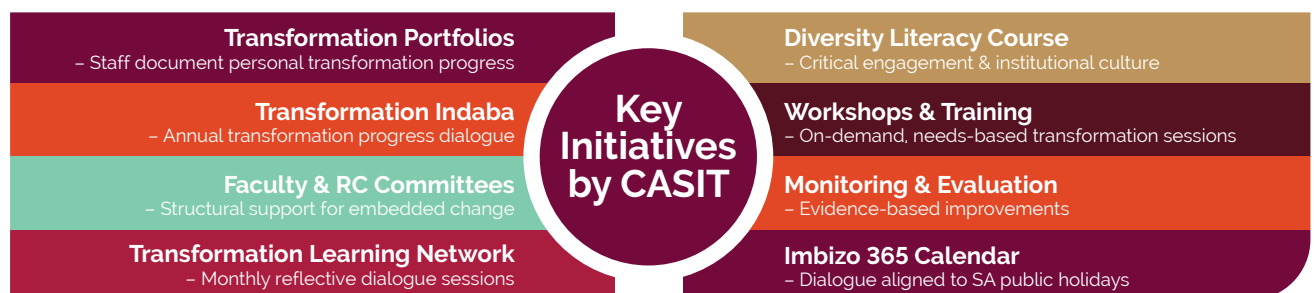 Transformation Portfolios
– Staff document personal transformation progress
Transformation Indaba
– Annual transformation progress dialogue
Faculty & RC Committees
– Structural support for embedded change
Transformation Learning Network
– Monthly reflective dialogue sessions
Key
Initiatives
by CASIT
Diversity Literacy Course
– Critical engagement & institutional culture
Workshops & Training
– On-demand, needs-based transformation sessions
Monitoring & Evaluation
– Evidence-based improvements
Imbizo 365 Calendar
– Dialogue aligned to SA public holidays